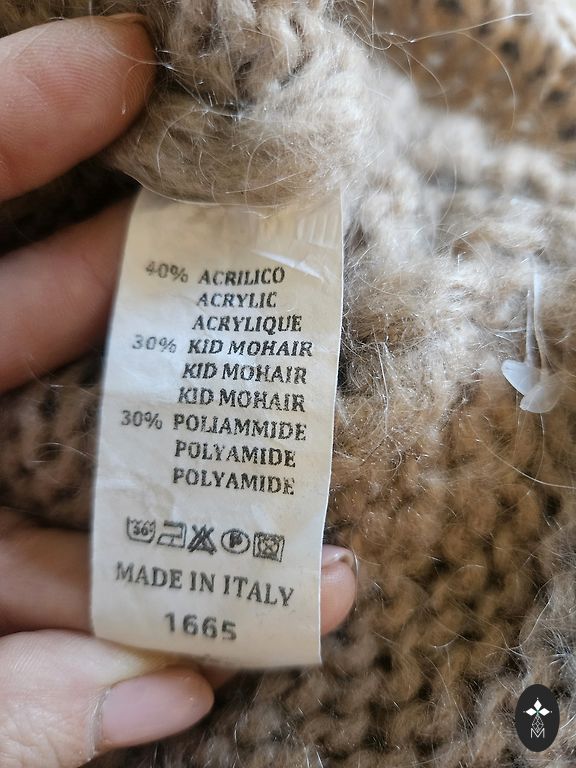 40% ACRILICO
ACRYLIC
ACRYLIQUE
30% KID MOHAIR
KID MOHAIR
KID MOHAIR
30% POLIAMMIDE
POLYAMIDE
POLYAMIDE
30 P
MADE IN ITALY
1665
M